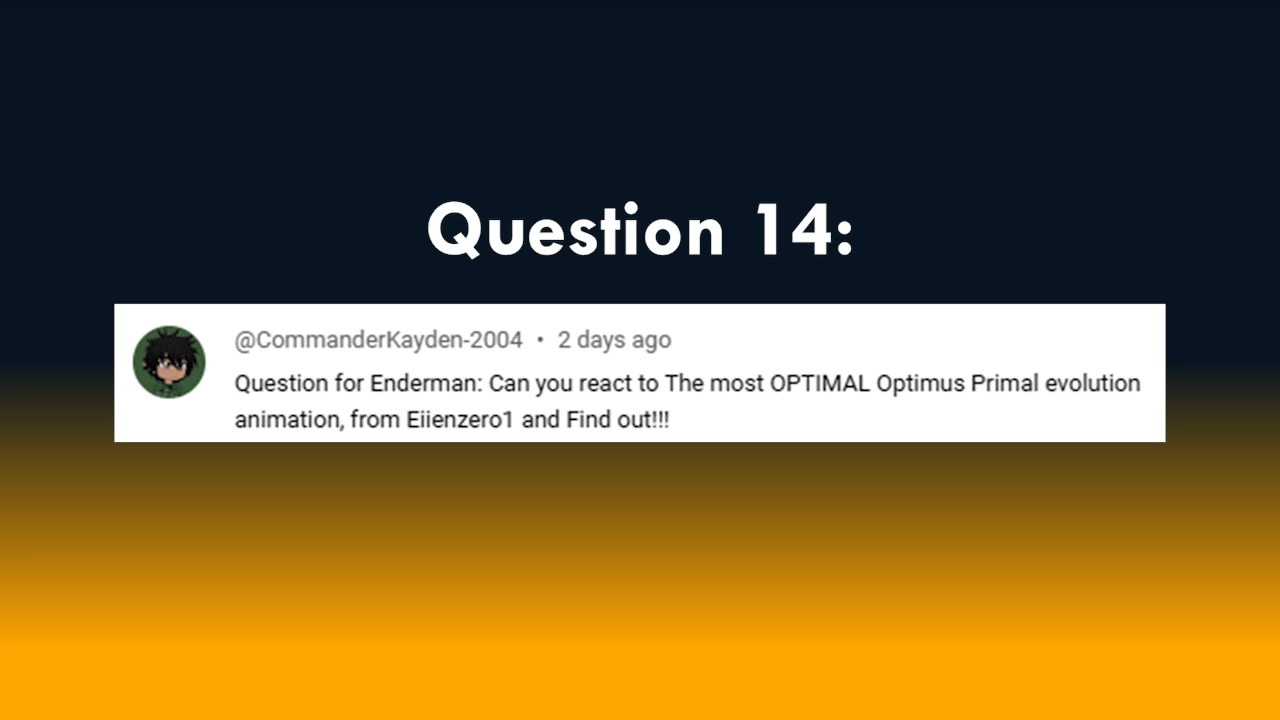 Question 14:
@CommanderKayden-2004 • 2 days ago
Question for Enderman: Can you react to The most OPTIMAL Optimus Primal evolution
animation, from Eiienzero1 and Find out!!!